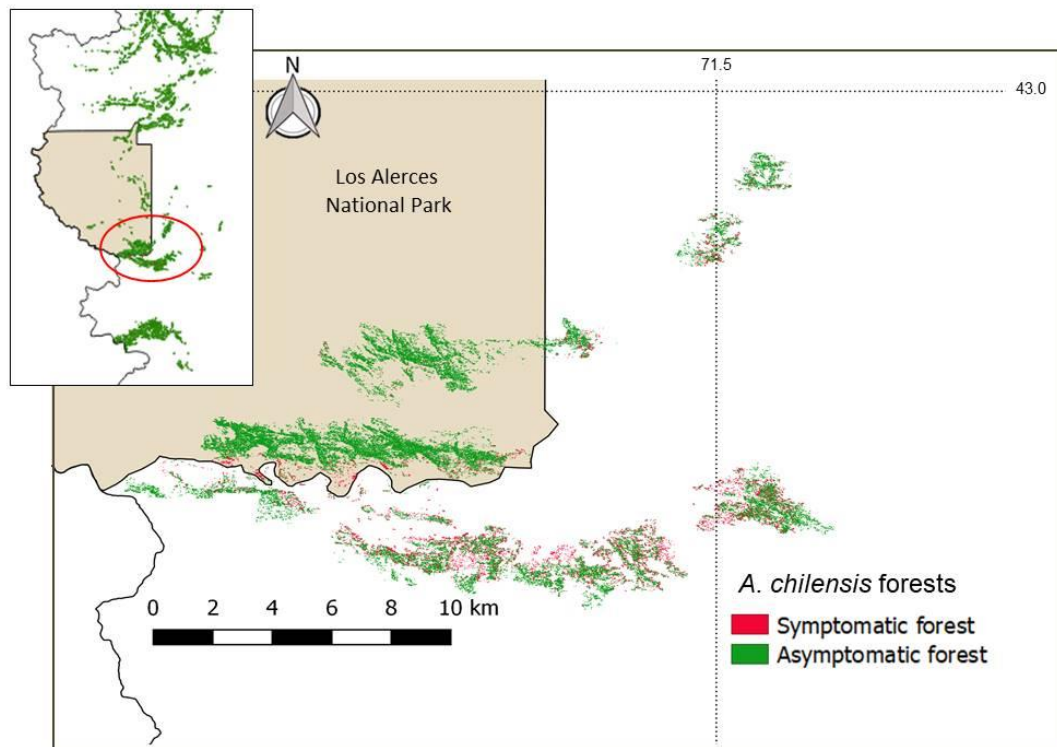 N
71.5
43.0
Los Alerces
National Park
0 2 4 6 8 10 km
A. chilensis forests
Symptomatic forest
Asymptomatic forest